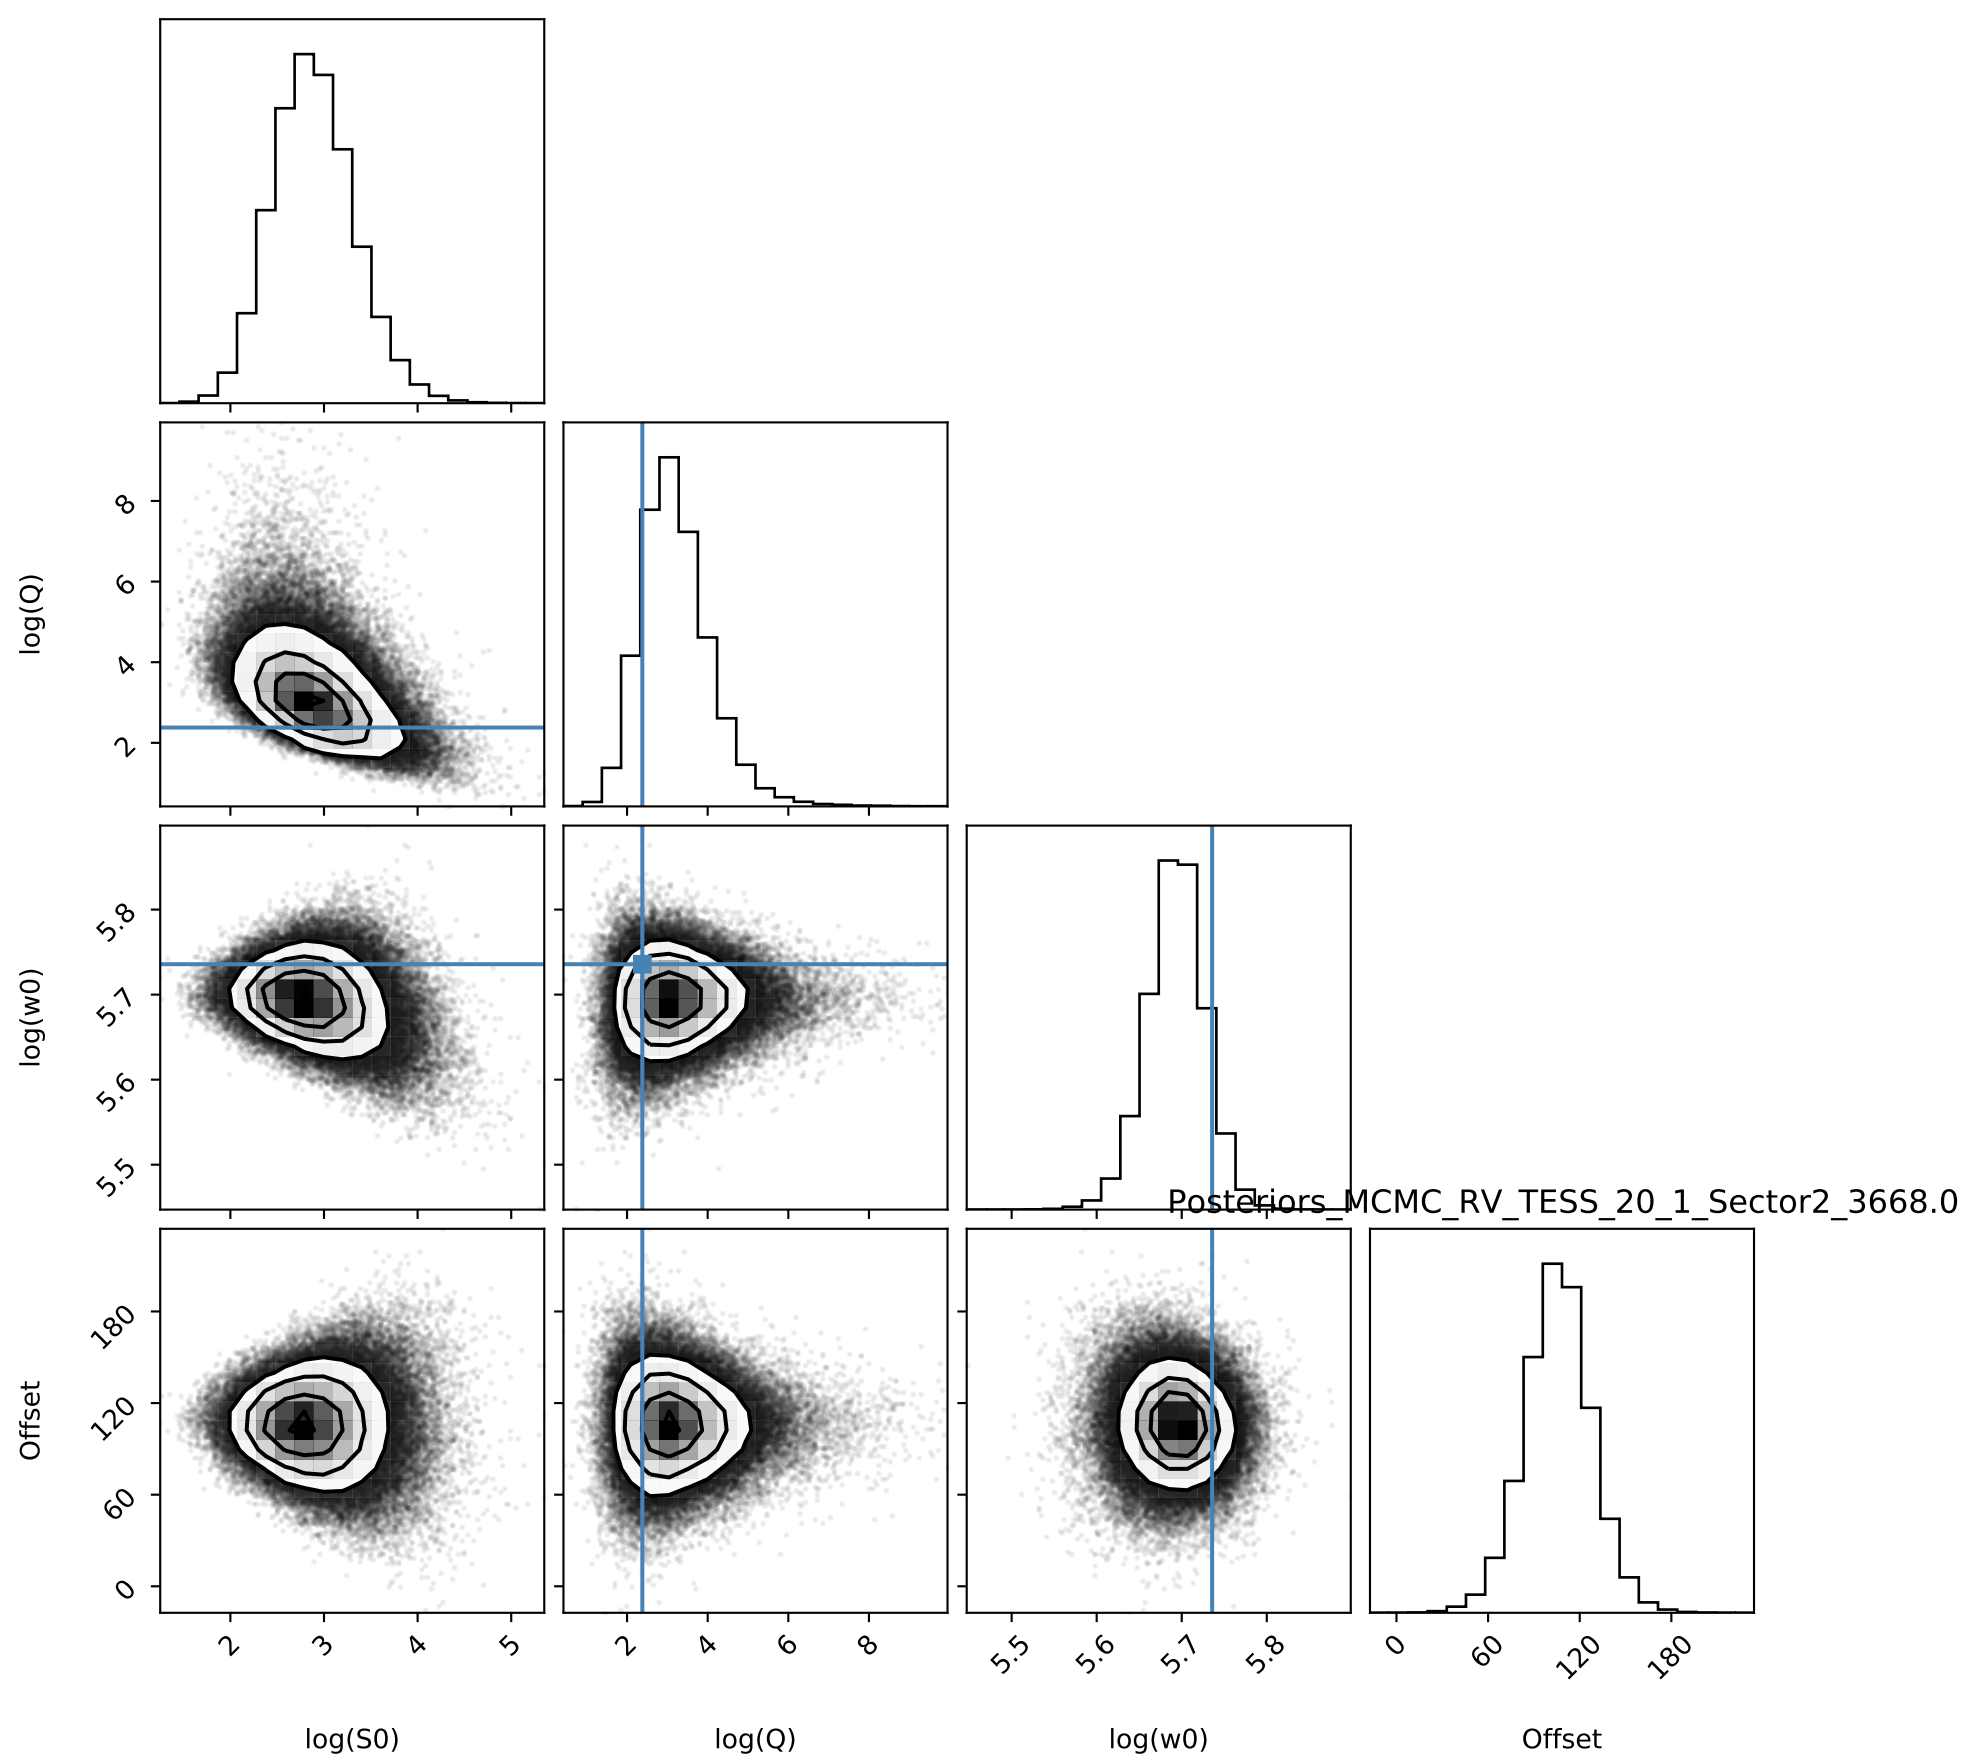 8
6
4
2
log(Q)
5.8
5.7
5.6
5.5
log(w0)
Posteriors_MCMC_RV_TESS_20_1_Sector2_3668.0
180
120
60
0
Offset
2 3 4 5
2 4 6 8
5.5 5.6 5.7 5.8
0 60 120 180
log(S0)
log(Q)
log(w0)
Offset